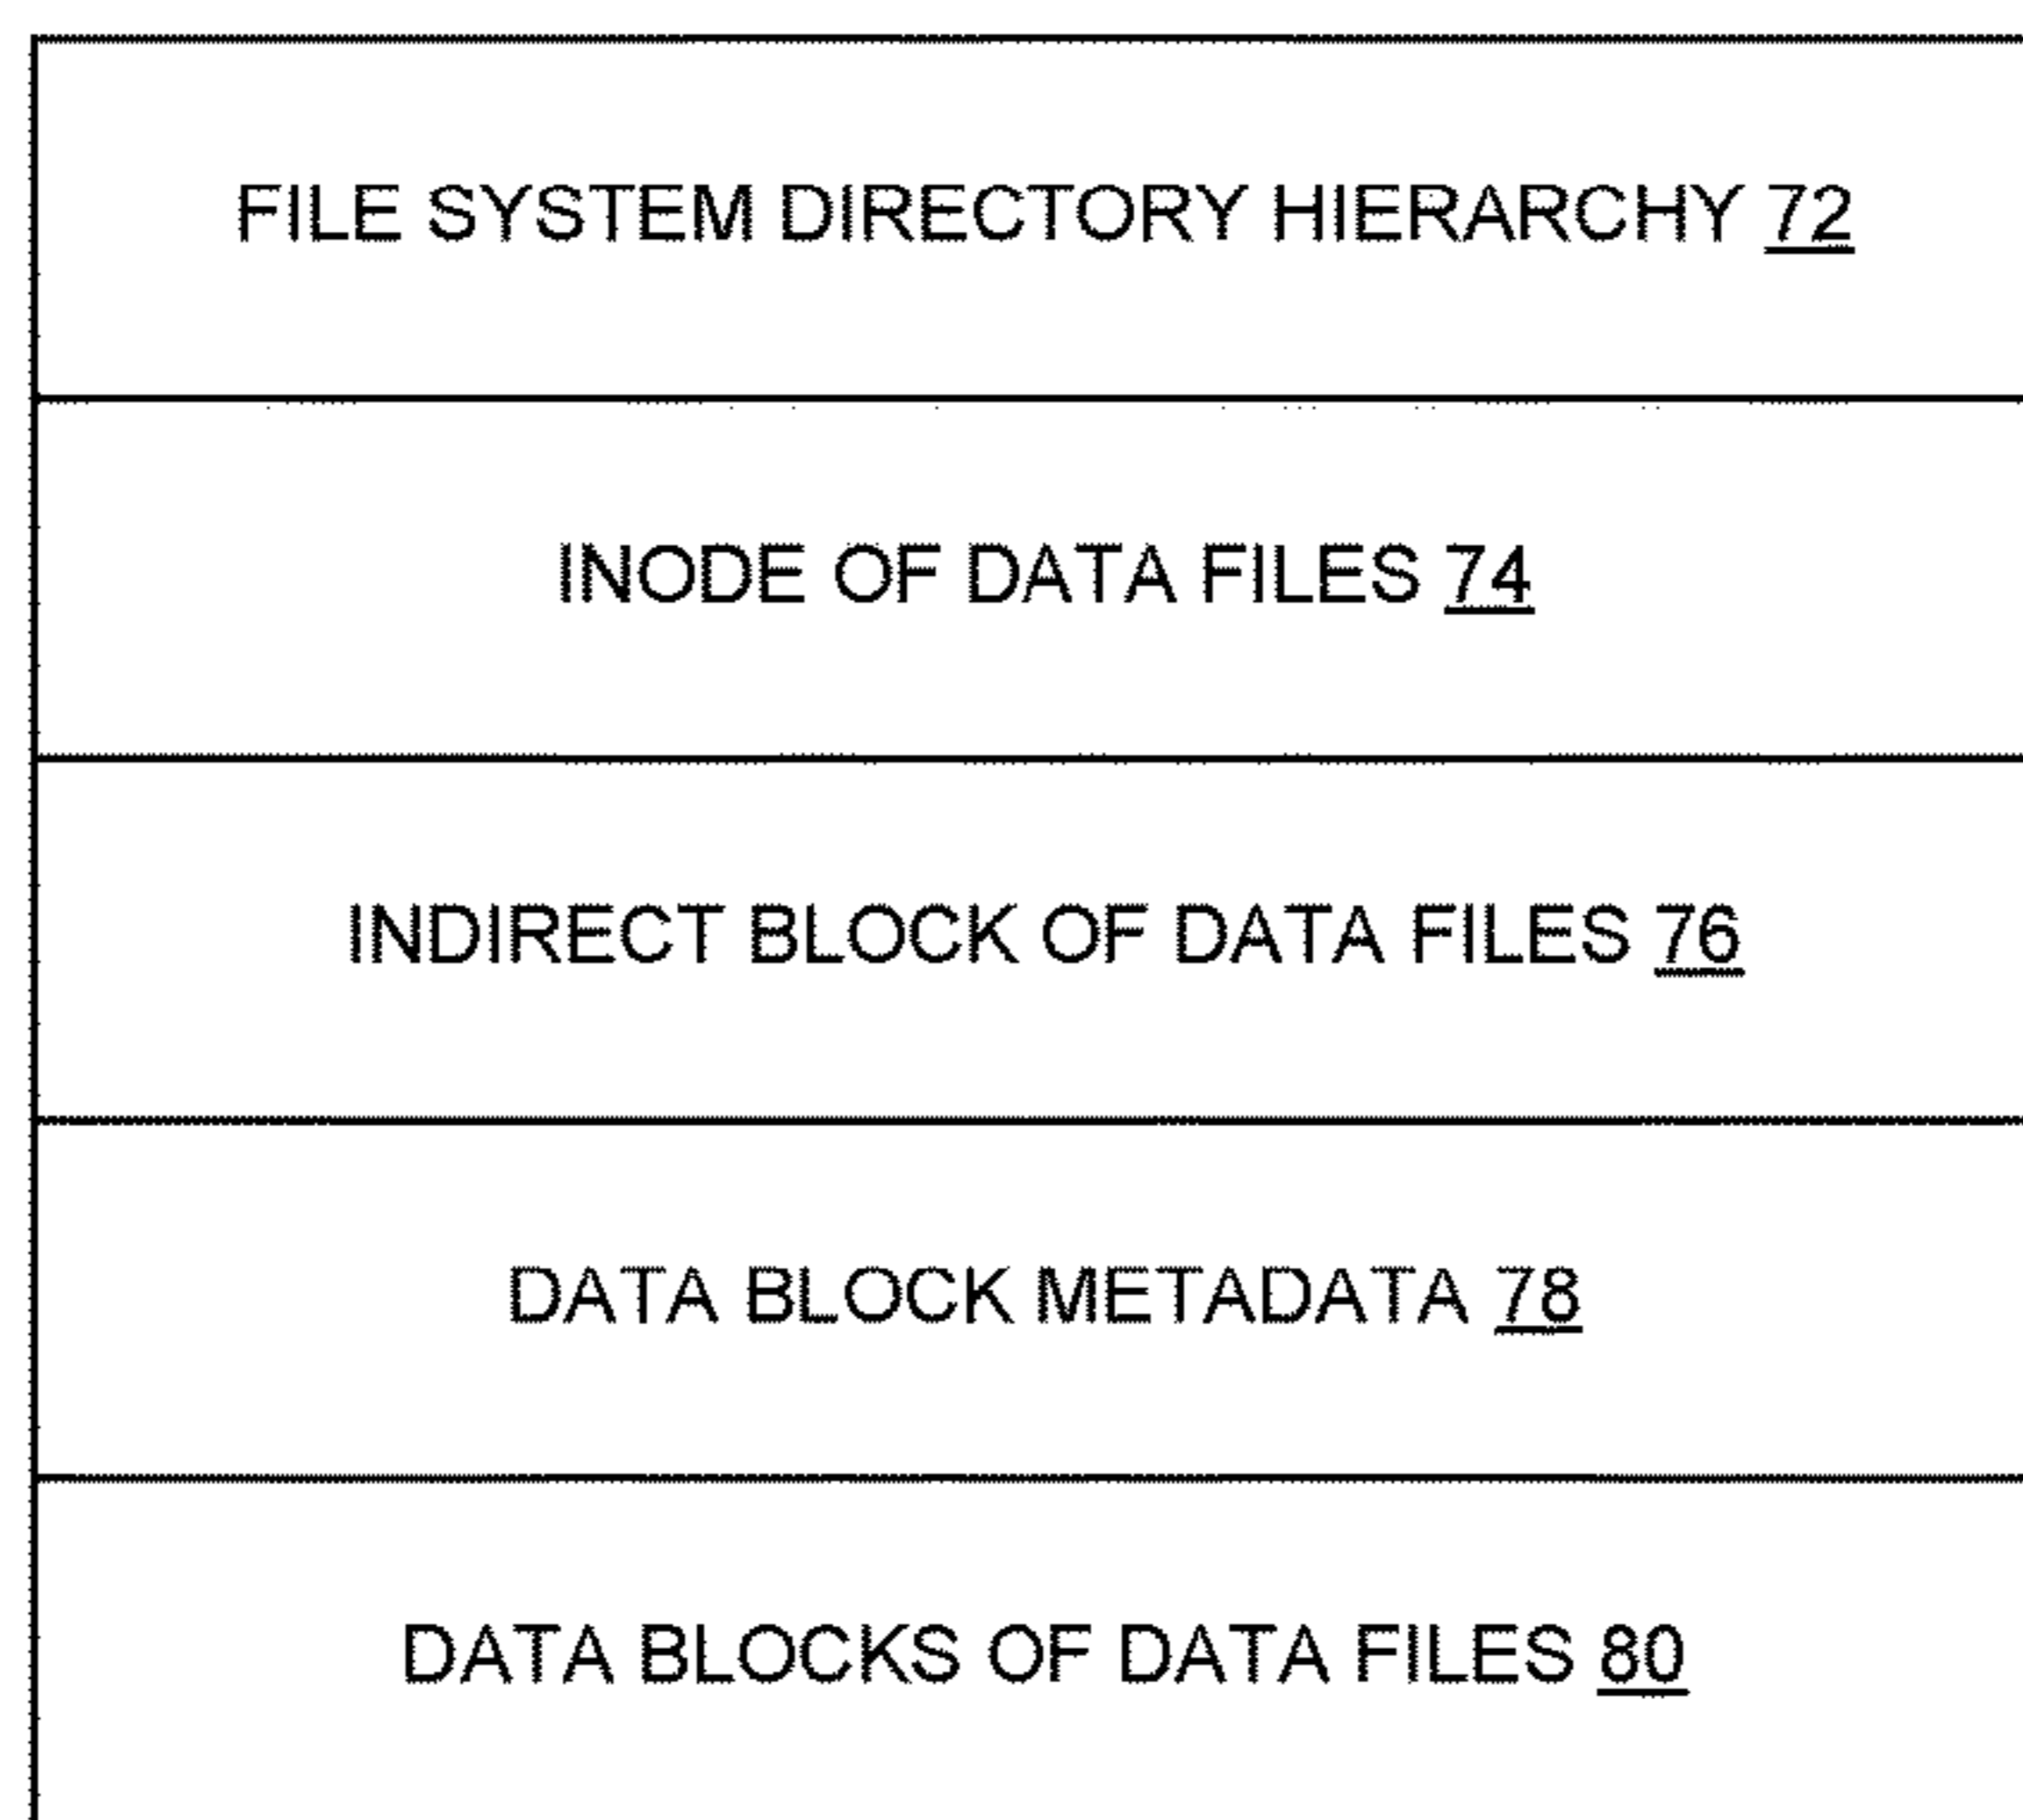 FILE SYSTEM DIRECTORY HIERARCHY 72
INODE OF DATA FILES 74
INDIRECT BLOCK OF DATA FILES 76
DATA BLOCK METADATA 78
DATA BLOCKS OF DATA FILES 80